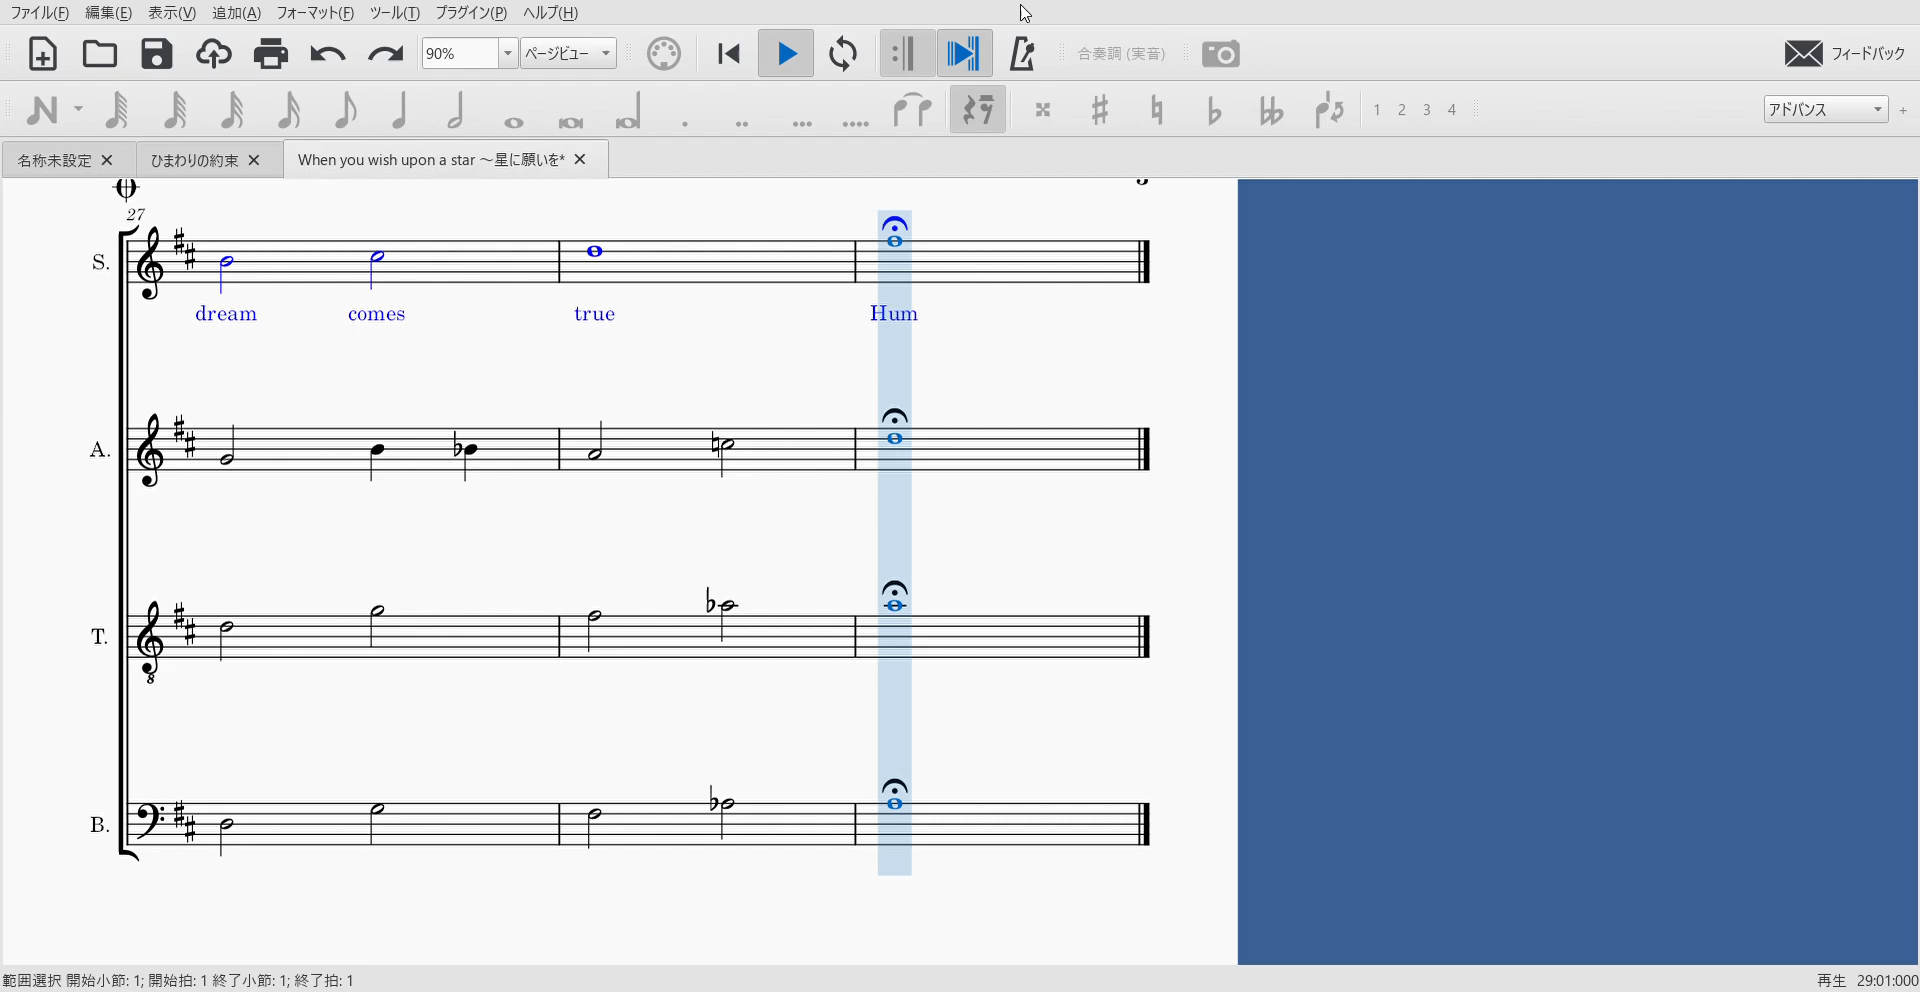 ファイル(F) 編集(E) 表示(V) 追加(A) フォーマット(F) ツール(T) プラグイン(P) ヘルプ(H)
90% ページビュー 合奏調 (実音) フィードバック
1 2 3 4 アドバンス +
名称未設定 ひまわりの約束 When you wish upon a star ～星に願いを*
27
S.
dream comes true Hum
A.
T.
8
B.
範囲選択 開始小節: 1; 開始拍: 1 終了小節: 1; 終了拍: 1 再生 29:01:000